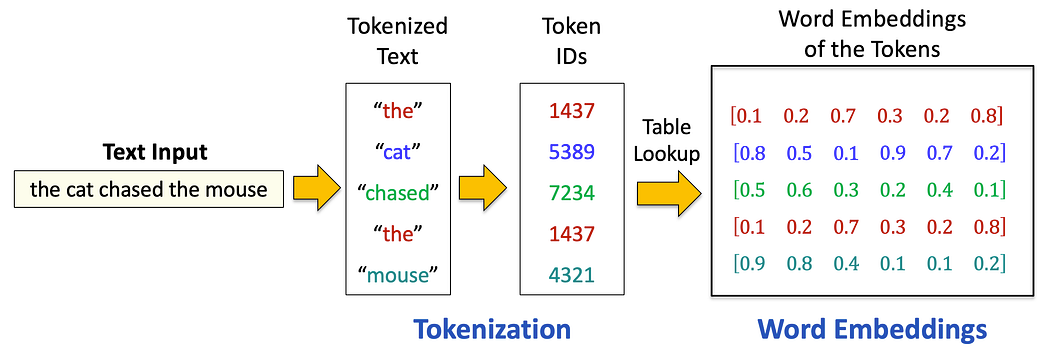 Text Input
the cat chased the mouse
Tokenized
Text
“the”
“cat”
“chased”
“the”
“mouse”
Token
IDs
1437
5389
7234
1437
4321
Tokenization
Table
Lookup
Word Embeddings
of the Tokens
[0.1 0.2 0.7 0.3 0.2 0.8]
[0.8 0.5 0.1 0.9 0.7 0.2]
[0.5 0.6 0.3 0.2 0.4 0.1]
[0.1 0.2 0.7 0.3 0.2 0.8]
[0.9 0.8 0.4 0.1 0.1 0.2]
Word Embeddings